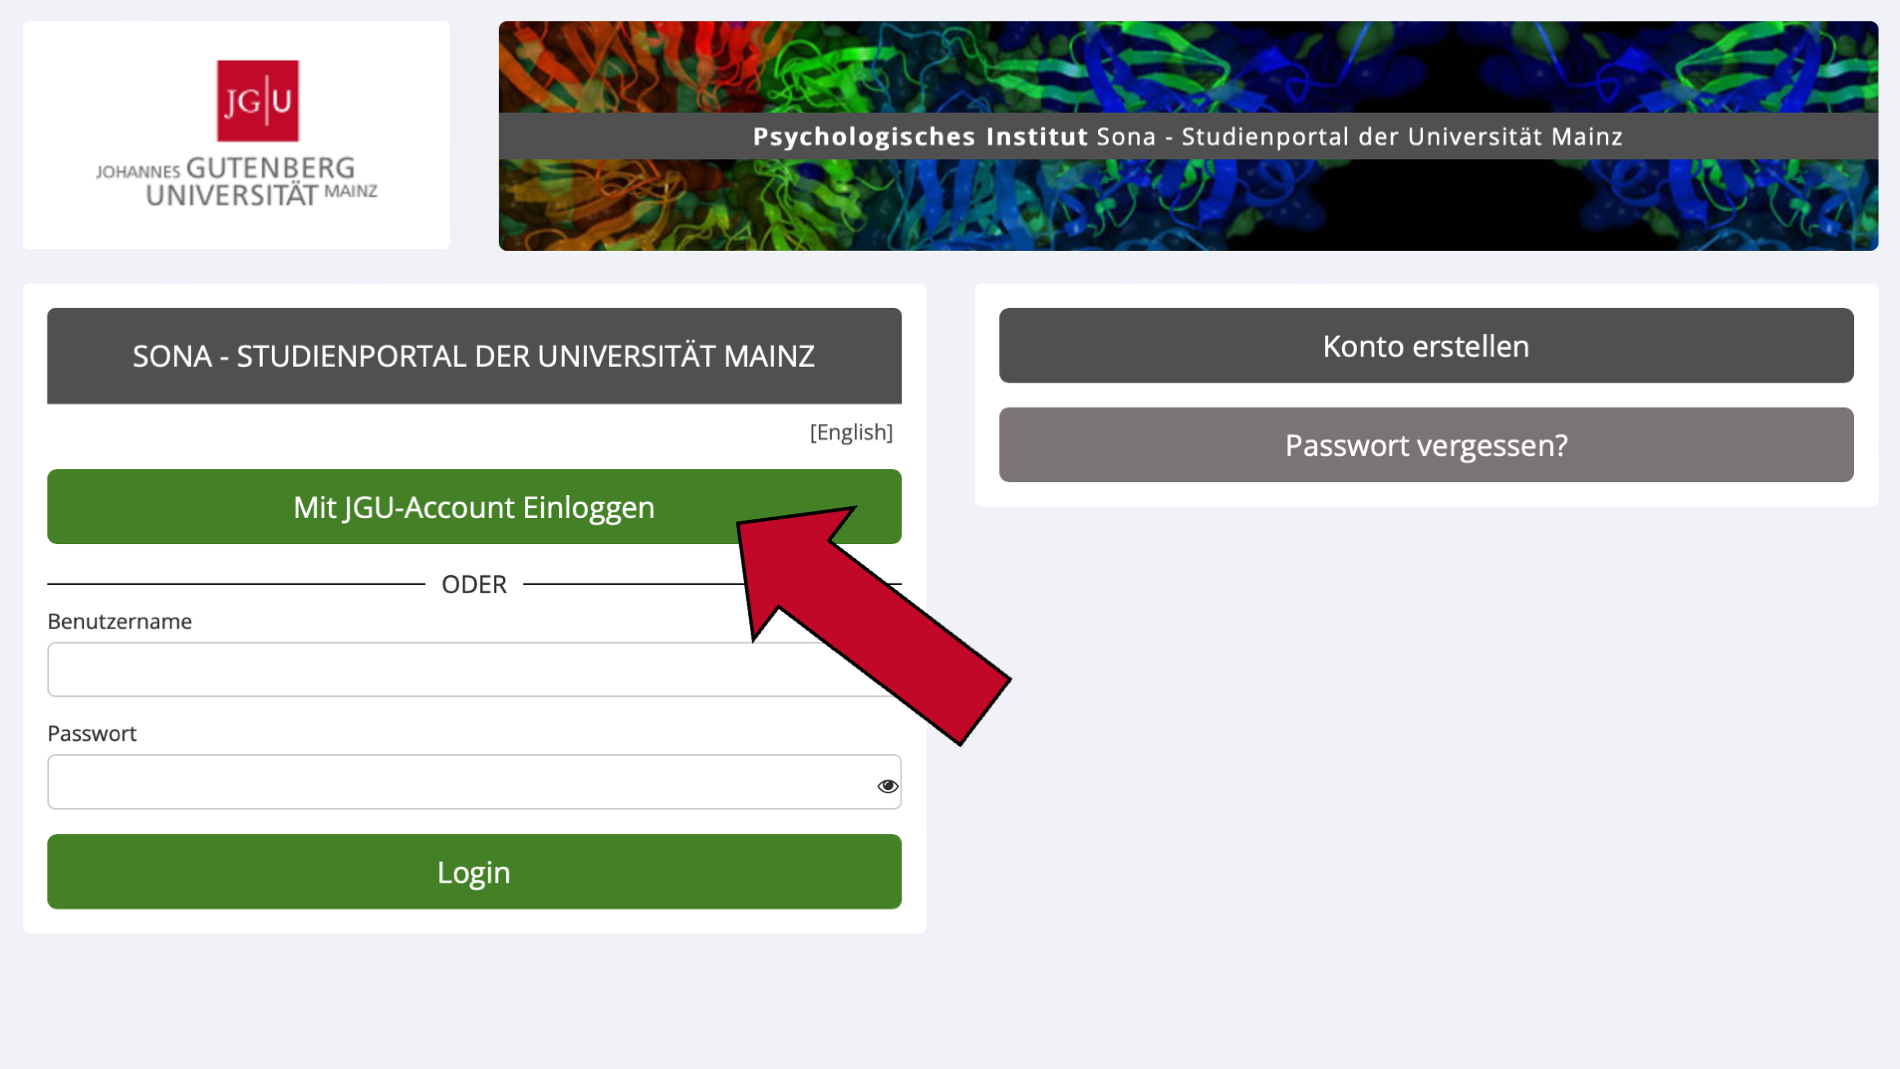 JG|U
JOHANNES GUTENBERG
UNIVERSITÄT MAINZ
Psychologisches Institut Sona - Studienportal der Universität Mainz
SONA - STUDIENPORTAL DER UNIVERSITÄT MAINZ
[English]
Mit JGU-Account Einloggen
ODER
Benutzername
Passwort
Login
Konto erstellen
Passwort vergessen?